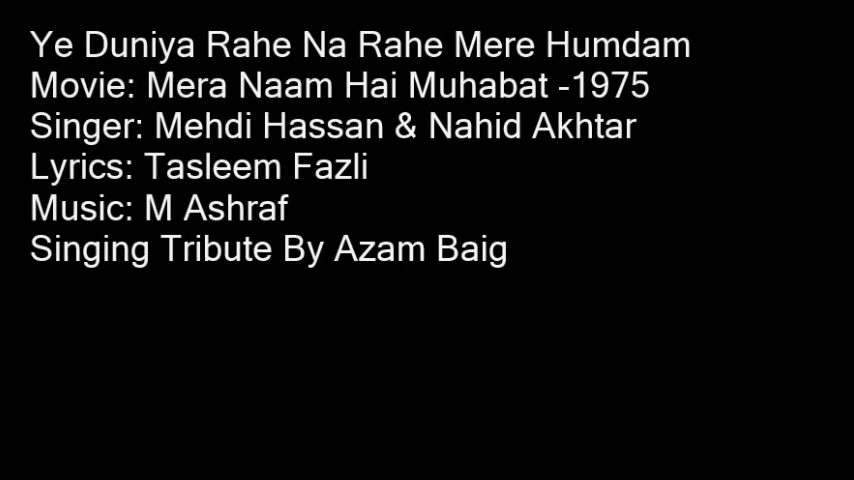 Ye Duniya Rahe Na Rahe Mere Humdam
Movie: Mera Naam Hai Muhabat -1975
Singer: Mehdi Hassan & Nahid Akhtar
Lyrics: Tasleem Fazli
Music: M Ashraf
Singing Tribute By Azam Baig